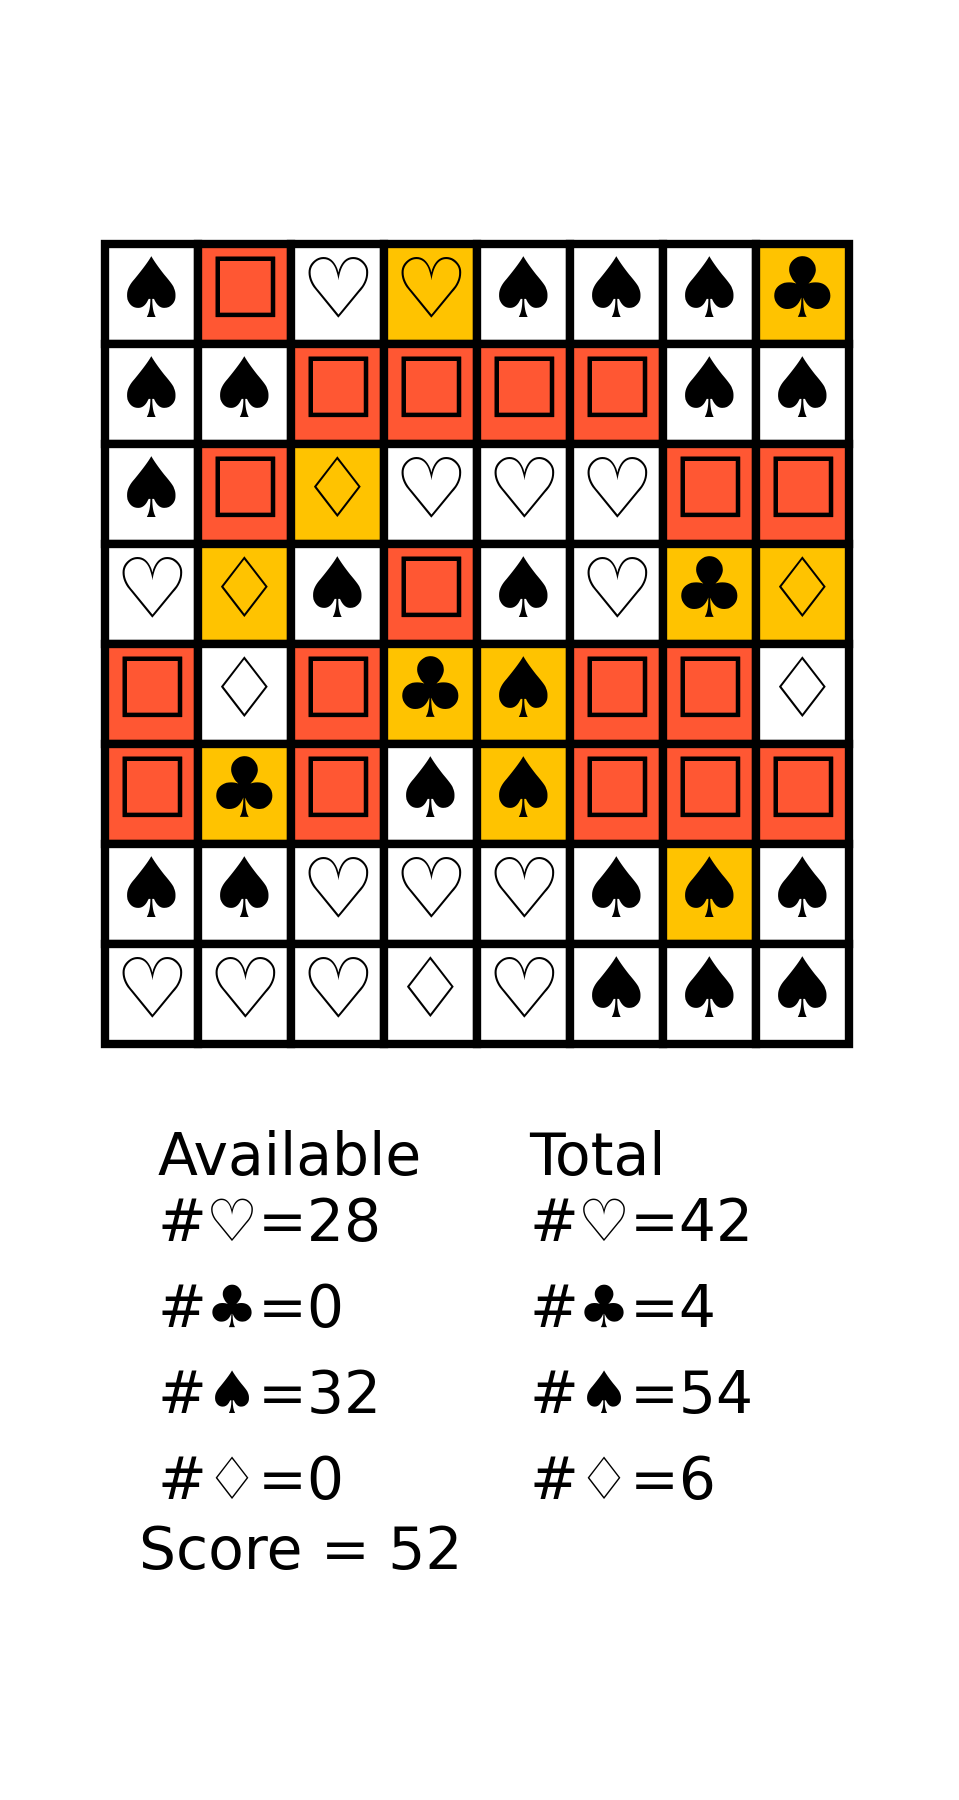 ♠ □ ♡ ♡ ♠ ♠ ♠ ♣
♠ ♠ □ □ □ □ ♠ ♠
♠ □ ♢ ♡ ♡ ♡ □ □
♡ ♢ ♠ □ ♠ ♡ ♣ ♢
□ ♢ □ ♣ ♠ □ □ ♢
□ ♣ □ ♠ ♠ □ □ □
♠ ♠ ♡ ♡ ♡ ♠ ♠ ♠
♡ ♡ ♡ ♢ ♡ ♠ ♠ ♠
Available Total
#♡=28 #♡=42
#♣=0 #♣=4
#♠=32 #♠=54
#♢=0 #♢=6
Score = 52